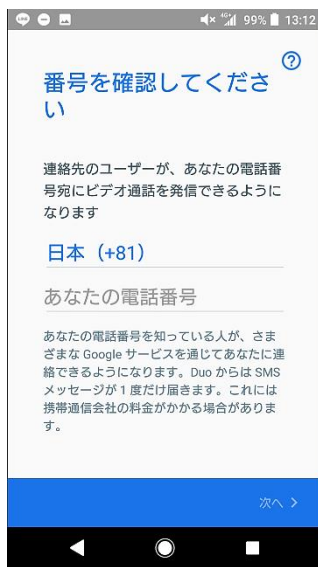 99% 13:12
番号を確認してくださ
い
連絡先のユーザーが、あなたの電話番
号宛にビデオ通話を発信できるように
なります
日本（+81）
あなたの電話番号
あなたの電話番号を知っている人が、さま
ざまな Google サービスを通じてあなたに連
絡できるようになります。Duo からは SMS
メッセージが 1 度だけ届きます。これには
携帯通信会社の料金がかかる場合がありま
す。
次へ